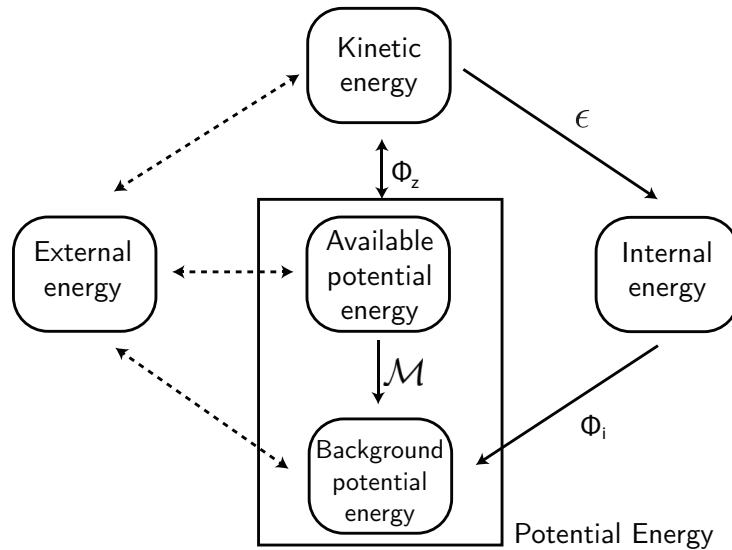 Kinetic
energy
ϵ
Φz
External
energy
Available
potential
energy
Internal
energy
ℳ
Φi
Background
potential
energy
Potential Energy